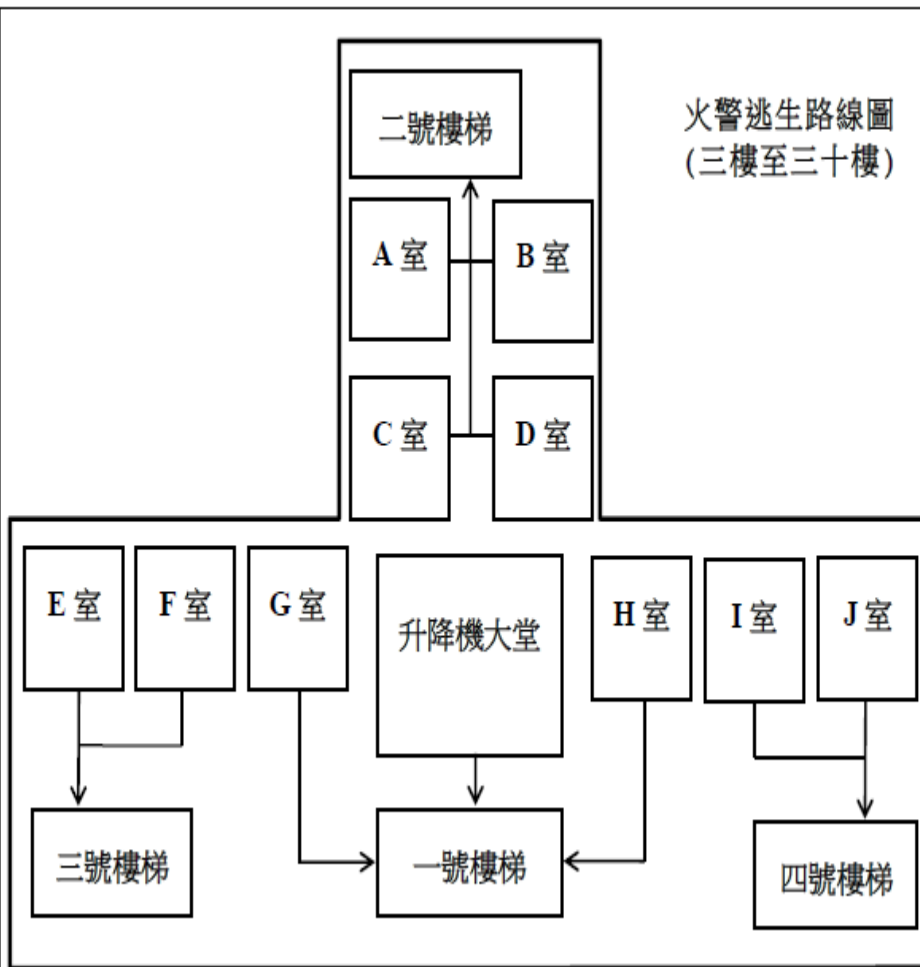 火警逃生路線圖
(三樓至三十樓)
二號樓梯
A 室
B 室
C 室
D 室
E 室
F 室
G 室
升降機大堂
H 室
I 室
J 室
三號樓梯
一號樓梯
四號樓梯